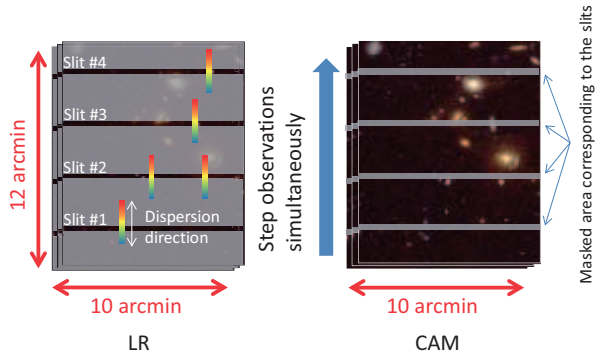 Slit #4
Slit #3
Slit #2
Slit #1
Dispersion
direction
12 arcmin
10 arcmin
LR
Step observations
simultaneously
10 arcmin
CAM
Masked area corresponding to the slits